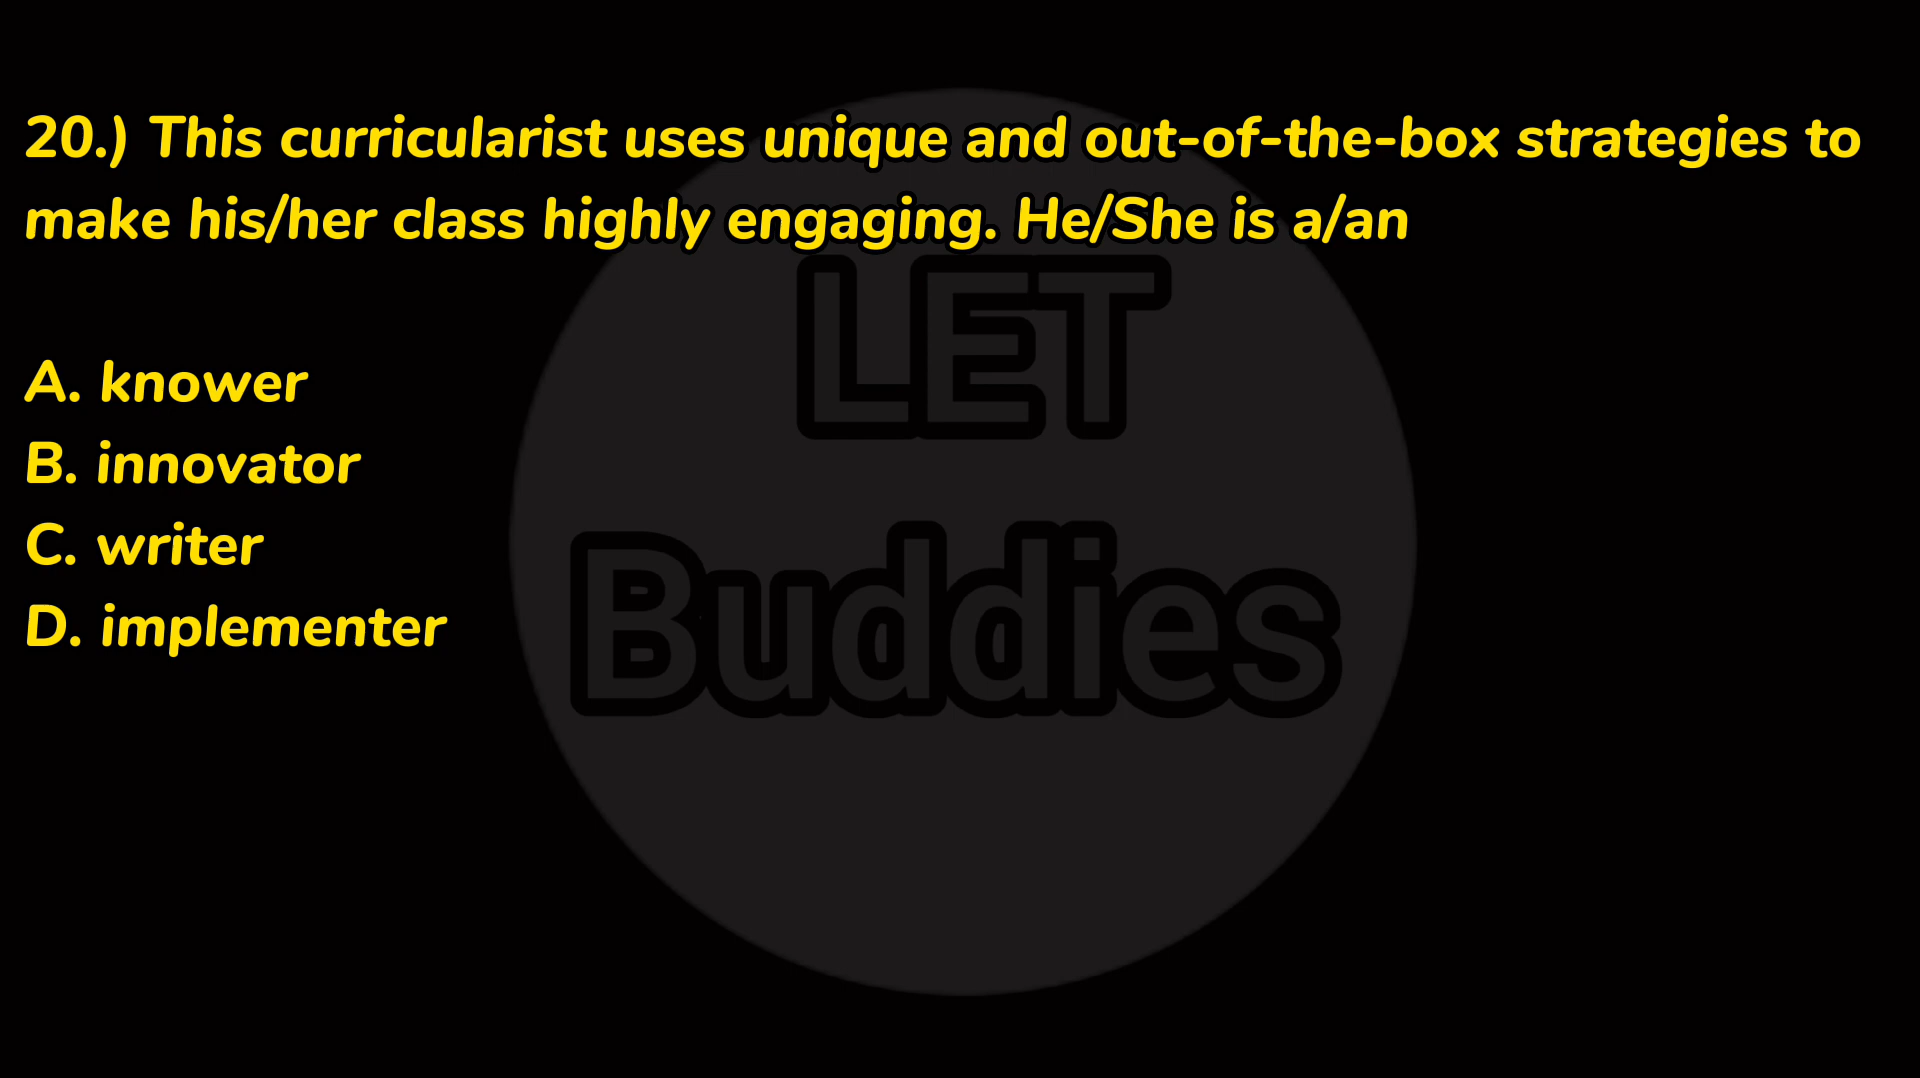 20.) This curricularist uses unique and out-of-the-box strategies to
make his/her class highly engaging. He/She is a/an
LET
A. knower
B. innovator
C. writer
D. implementer
Buddies